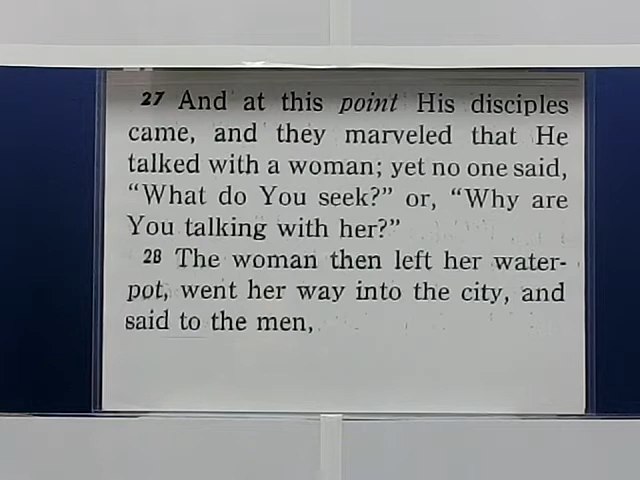 27 And at this point His disciples
came, and they marveled that He
talked with a woman; yet no one said,
“What do You seek?” or, “Why are
You talking with her?”
28 The woman then left her water-
pot, went her way into the city, and
said to the men,